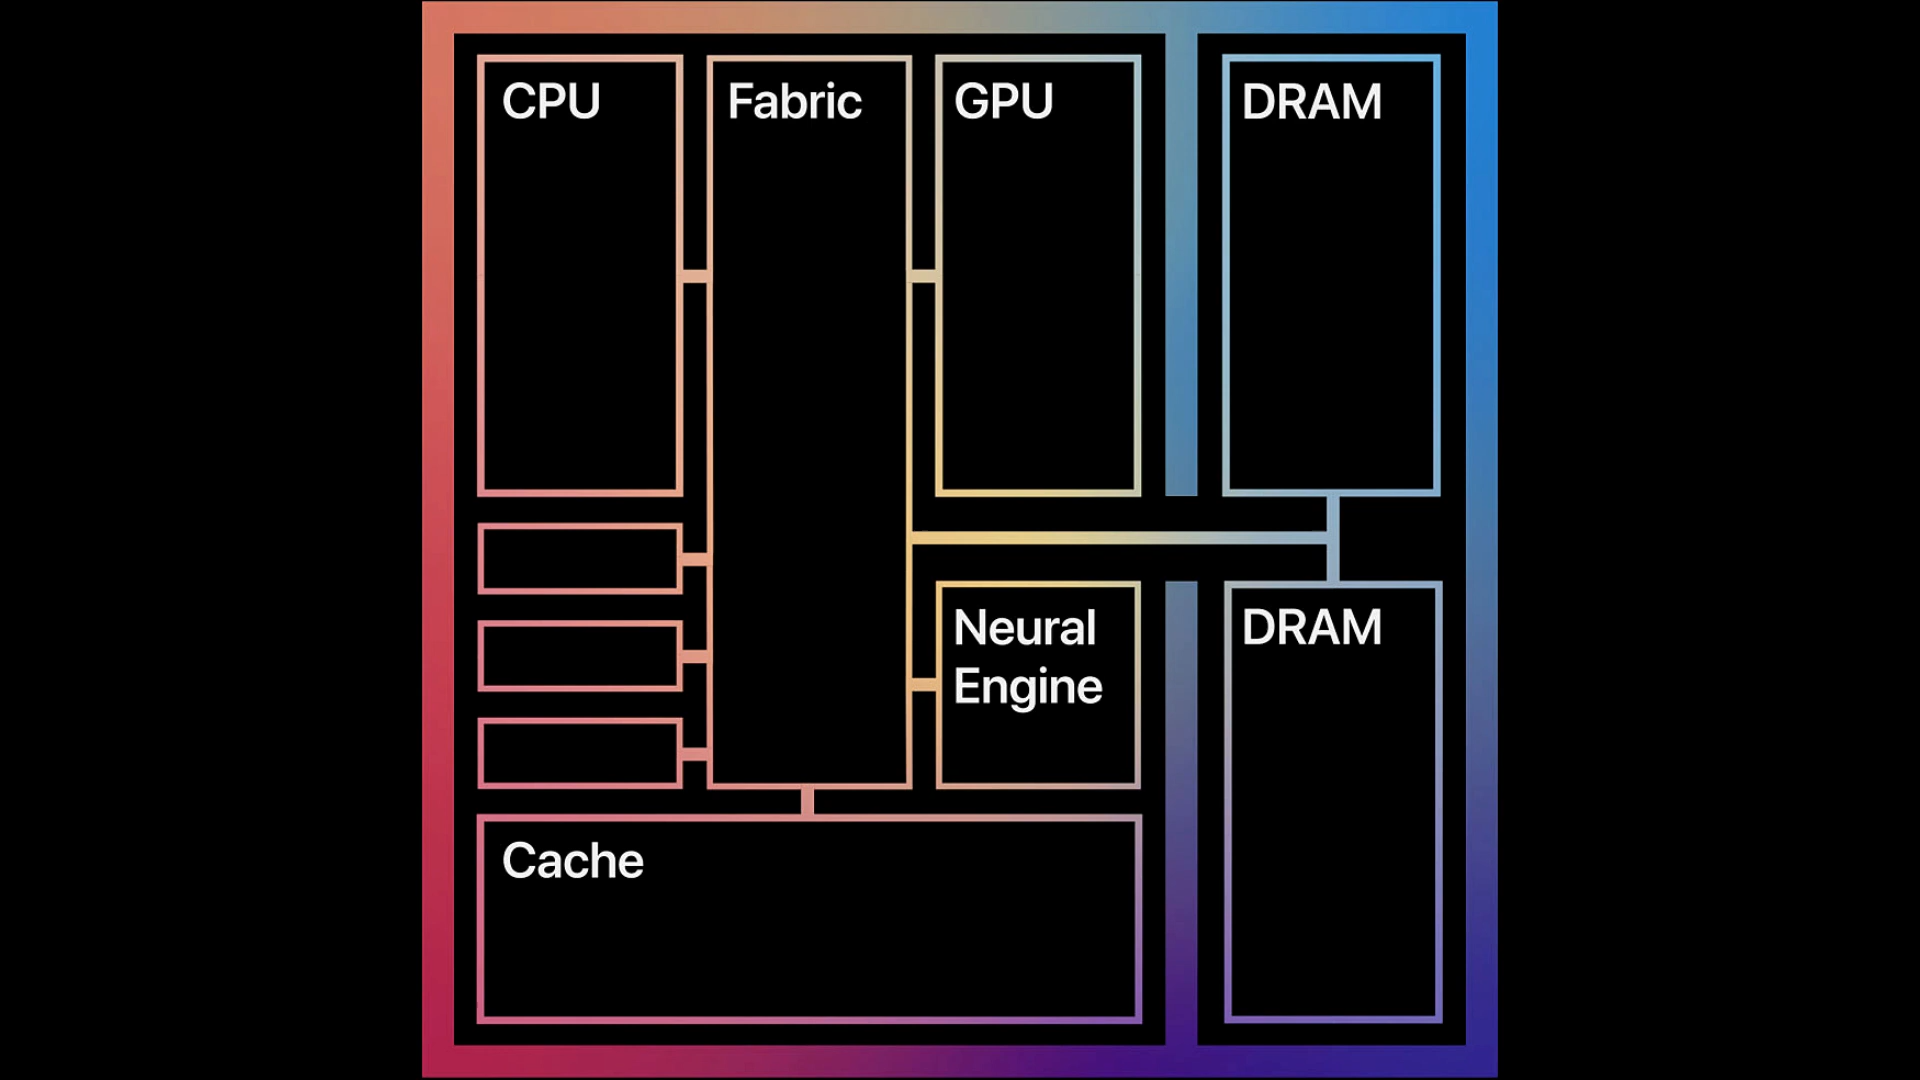 CPU
Fabric
GPU
DRAM
Neural
Engine
DRAM
Cache